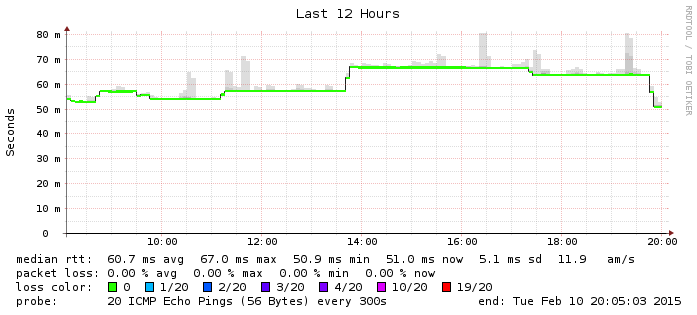 Last 12 Hours
RRDTOOL / TOBI OETIKER
Seconds
80 m
70 m
60 m
50 m
40 m
30 m
20 m
10 m
0
10:00 12:00 14:00 16:00 18:00 20:00
median rtt: 60.7 ms avg 67.0 ms max 50.9 ms min 51.0 ms now 5.1 ms sd 11.9 am/s
packet loss: 0.00 % avg 0.00 % max 0.00 % min 0.00 % now
loss color: 0 1/20 2/20 3/20 4/20 10/20 19/20
probe: 20 ICMP Echo Pings (56 Bytes) every 300s end: Tue Feb 10 20:05:03 2015